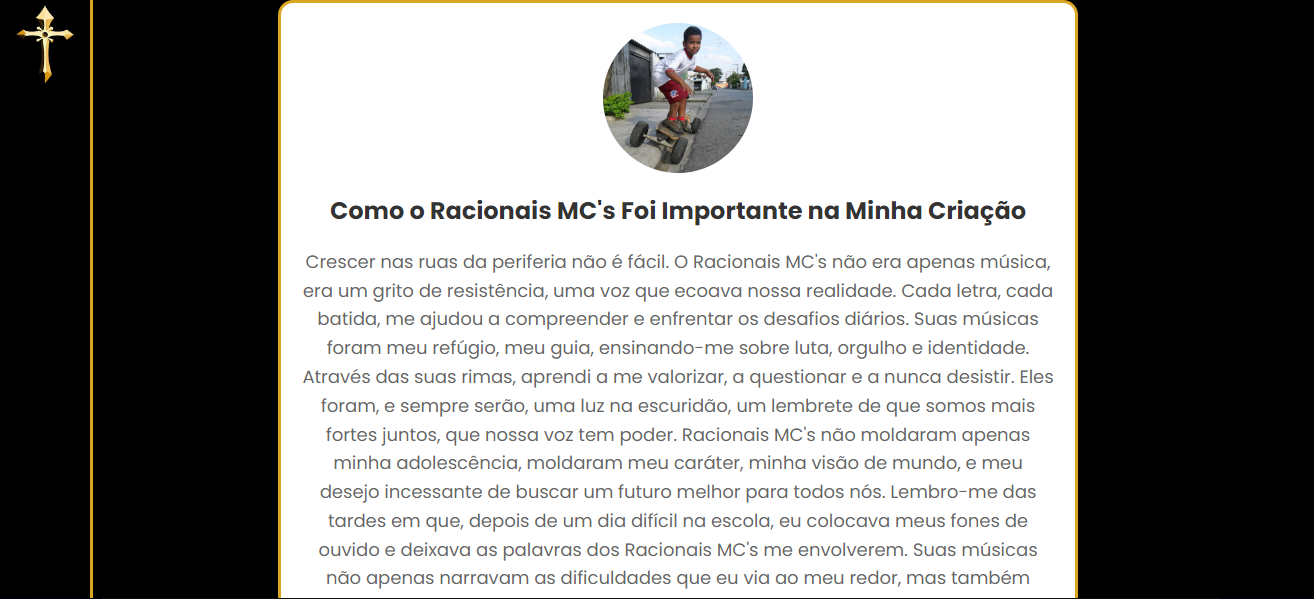 Como o Racionais MC's Foi Importante na Minha Criação
Crescer nas ruas da periferia não é fácil. O Racionais MC's não era apenas música,
era um grito de resistência, uma voz que ecoava nossa realidade. Cada letra, cada
batida, me ajudou a compreender e enfrentar os desafios diários. Suas músicas
foram meu refúgio, meu guia, ensinando-me sobre luta, orgulho e identidade.
Através das suas rimas, aprendi a me valorizar, a questionar e a nunca desistir. Eles
foram, e sempre serão, uma luz na escuridão, um lembrete de que somos mais
fortes juntos, que nossa voz tem poder. Racionais MC's não moldaram apenas
minha adolescência, moldaram meu caráter, minha visão de mundo, e meu
desejo incessante de buscar um futuro melhor para todos nós. Lembro-me das
tardes em que, depois de um dia difícil na escola, eu colocava meus fones de
ouvido e deixava as palavras dos Racionais MC's me envolverem. Suas músicas
não apenas narravam as dificuldades que eu via ao meu redor, mas também